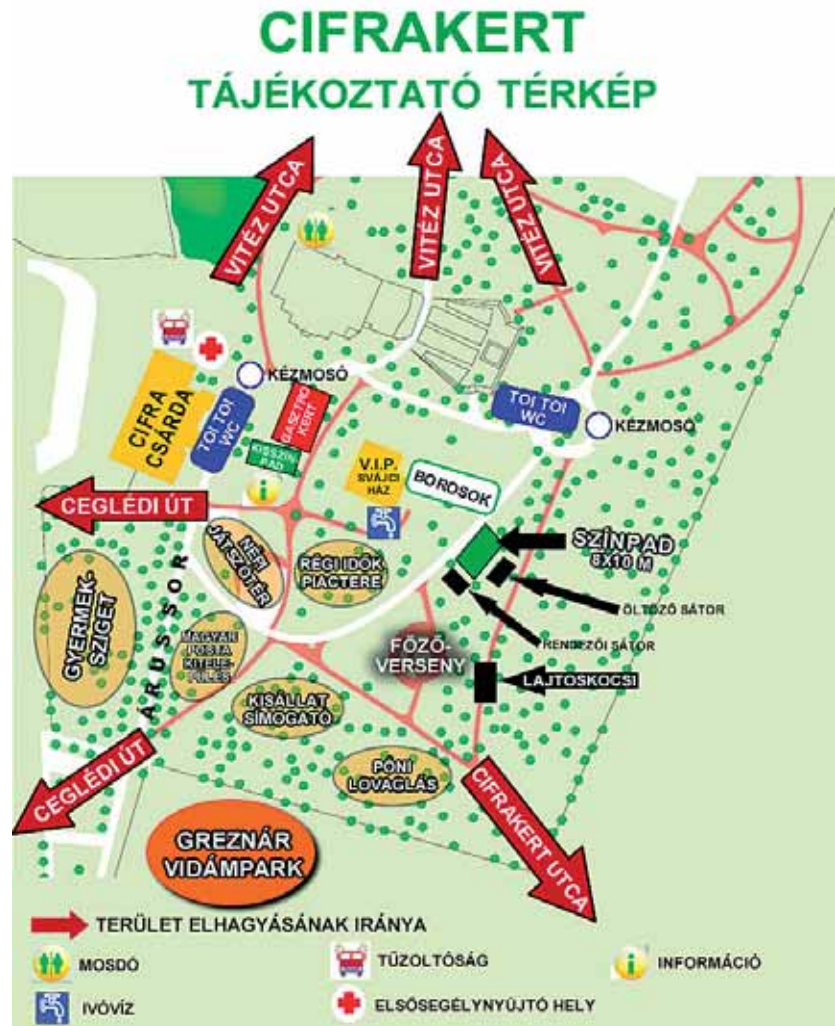 CIFRAKERT
TÁJÉKOZTATÓ TÉRKÉP
VITÉZ UTCA
VITÉZ UTCA
VITÉZ UTCA
KÉZMOSÓ
CIFRA
CSÁRDA
TOI TOI
WC
GASZTRO
KERT
KISSZÍN
PAD
TOI TOI
WC
KÉZMOSÓ
V.I.P.
SVÁJCI
HÁZ
BOROSOK
CEGLÉDI ÚT
NÉPI
JÁTSZÓTÉR
RÉGI IDŐK
PIACTERE
SZÍNPAD
8X10 M
ÖLTÖZŐ SÁTOR
RENDEZŐI SÁTOR
GYERMEK-
SZIGET
ÁRUSSOR
MAGYAR
POSTA
KITELE-
PÜLÉS
FŐZŐ-
VERSENY
LAJTOSKOCSI
KISÁLLAT
SÍMOGATÓ
PÓNI
LOVAGLÁS
CEGLÉDI ÚT
CIFRAKERT UTCA
GREZNÁR
VIDÁMPARK
TERÜLET ELHAGYÁSÁNAK IRÁNYA
MOSDÓ
TŰZOLTÓSÁG
INFORMÁCIÓ
IVÓVÍZ
ELSŐSEGÉLYNYÚJTÓ HELY